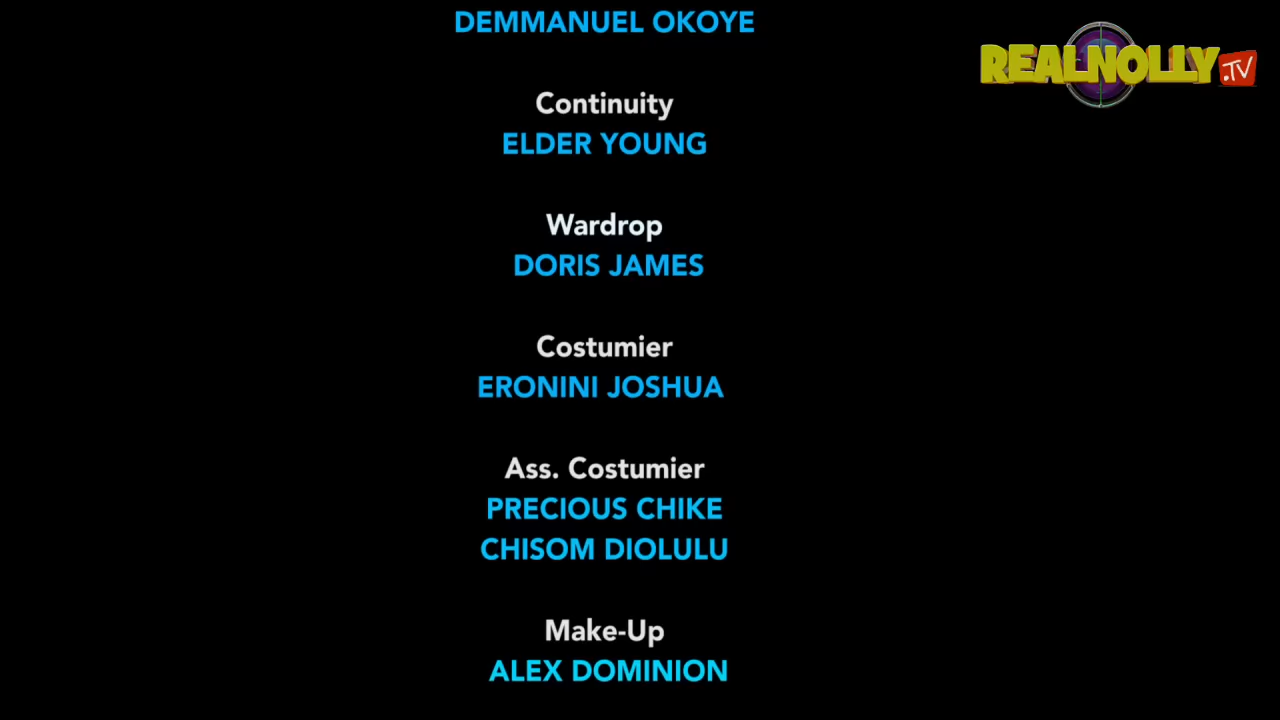 DEMMANUEL OKOYE
REALNOLLY.TV
Continuity
ELDER YOUNG
Wardrop
DORIS JAMES
Costumier
ERONINI JOSHUA
Ass. Costumier
PRECIOUS CHIKE
CHISOM DIOLULU
Make-Up
ALEX DOMINION